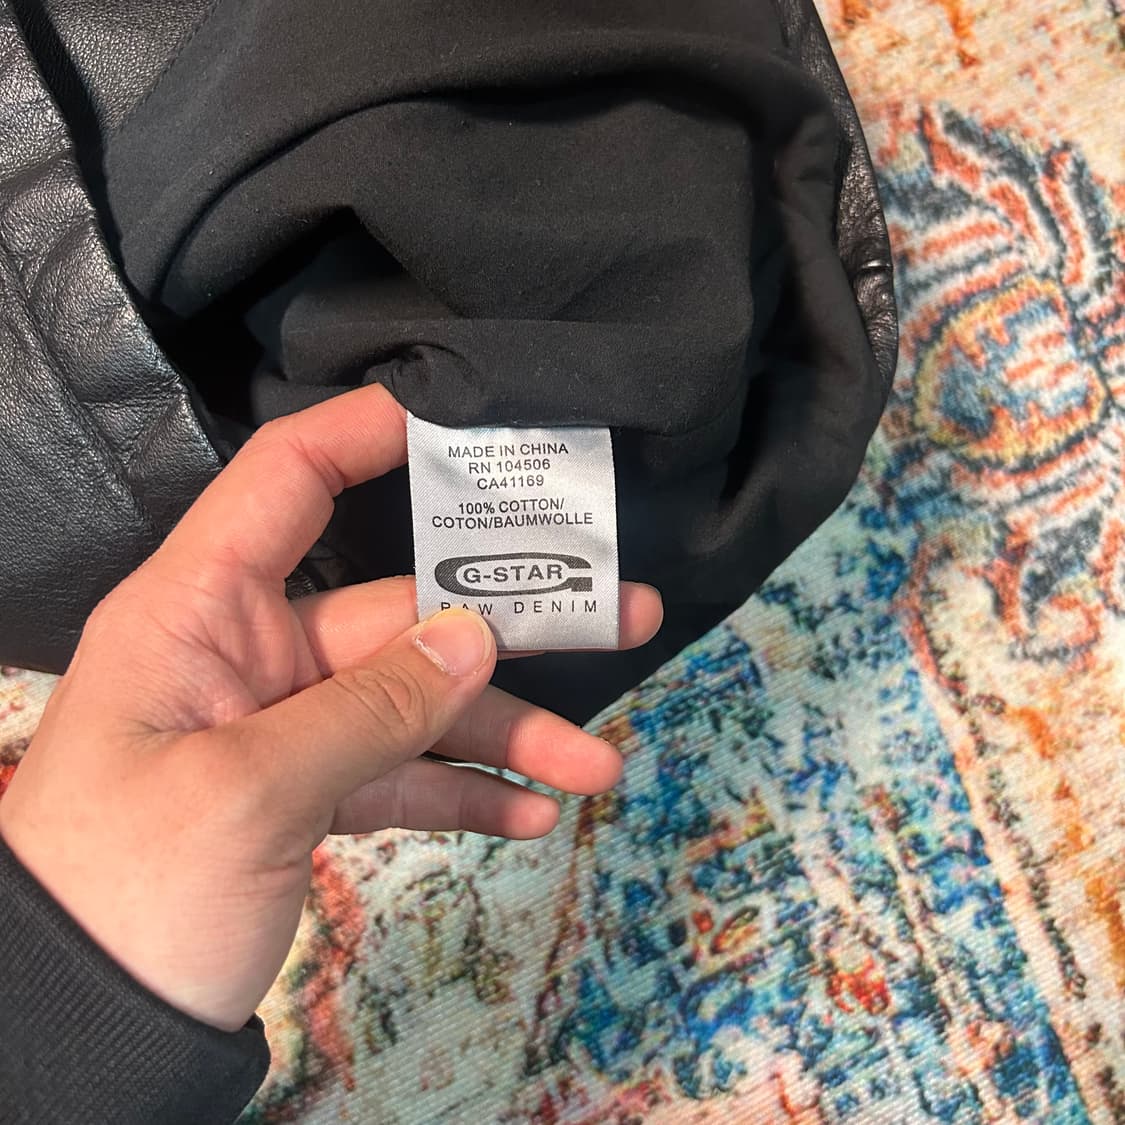 MADE IN CHINA
RN 104506
CA41169
100% COTTON/
COTON/BAUMWOLLE
G-STAR
RAW DENIM